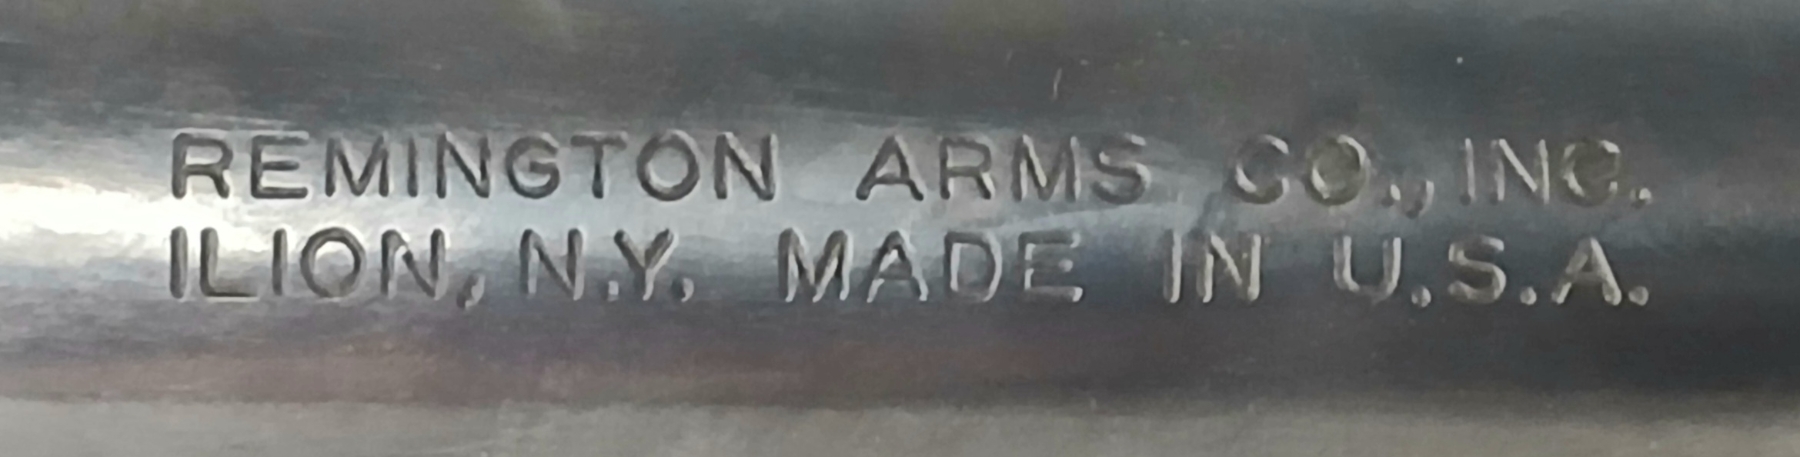 REMINGTON ARMS CO., INC.
ILION, N.Y. MADE IN U.S.A.